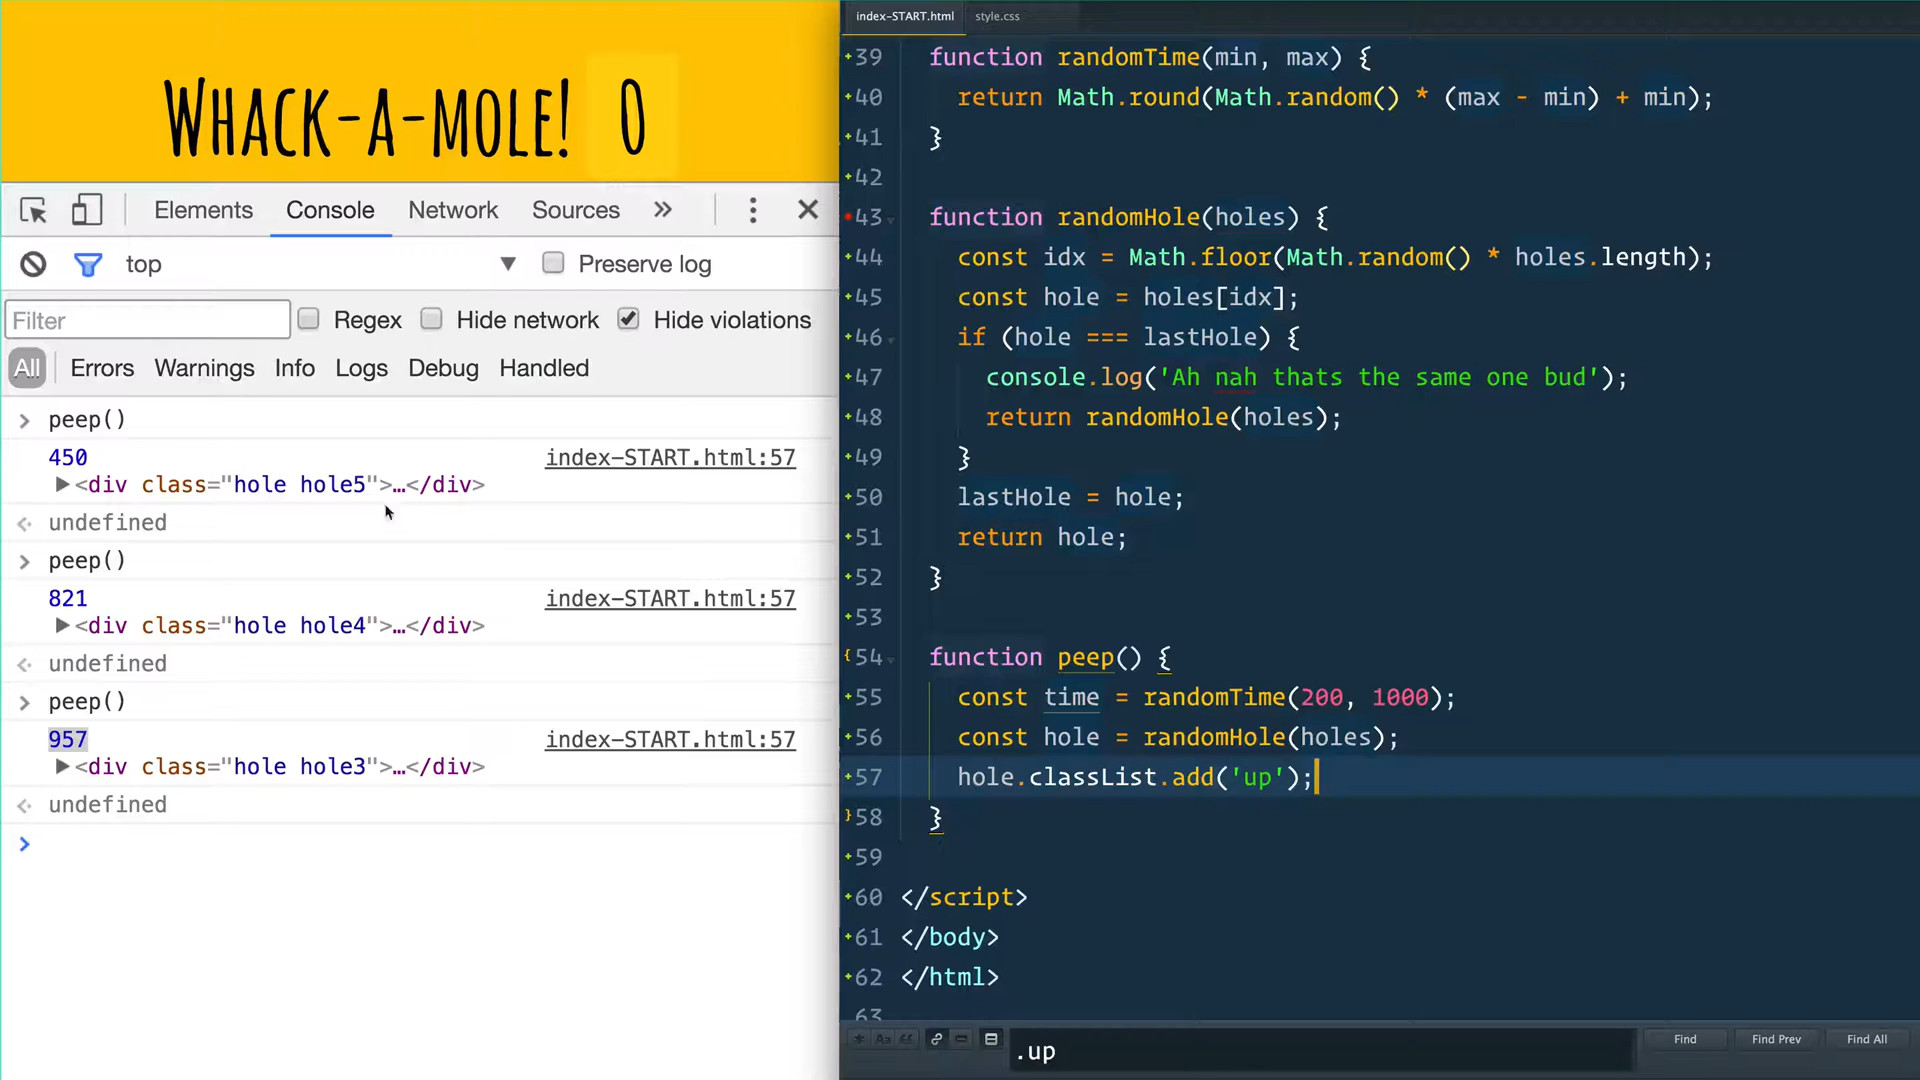 WHACK-A-MOLE! 0
Elements Console Network Sources »
top ▼ Preserve log
Filter Regex Hide network Hide violations
All Errors Warnings Info Logs Debug Handled
> peep()
450 index-START.html:57
▶<div class="hole hole5">…</div>
undefined
> peep()
821 index-START.html:57
▶<div class="hole hole4">…</div>
undefined
> peep()
957 index-START.html:57
▶<div class="hole hole3">…</div>
undefined
>
index-START.html style.css
39 function randomTime(min, max) {
40 return Math.round(Math.random() * (max - min) + min);
41 }
42
43 function randomHole(holes) {
44 const idx = Math.floor(Math.random() * holes.length);
45 const hole = holes[idx];
46 if (hole === lastHole) {
47 console.log('Ah nah thats the same one bud');
48 return randomHole(holes);
49 }
50 lastHole = hole;
51 return hole;
52 }
53
54 function peep() {
55 const time = randomTime(200, 1000);
56 const hole = randomHole(holes);
57 hole.classList.add('up');
58 }
59
60 </script>
61 </body>
62 </html>
63
.up Find Find Prev Find All